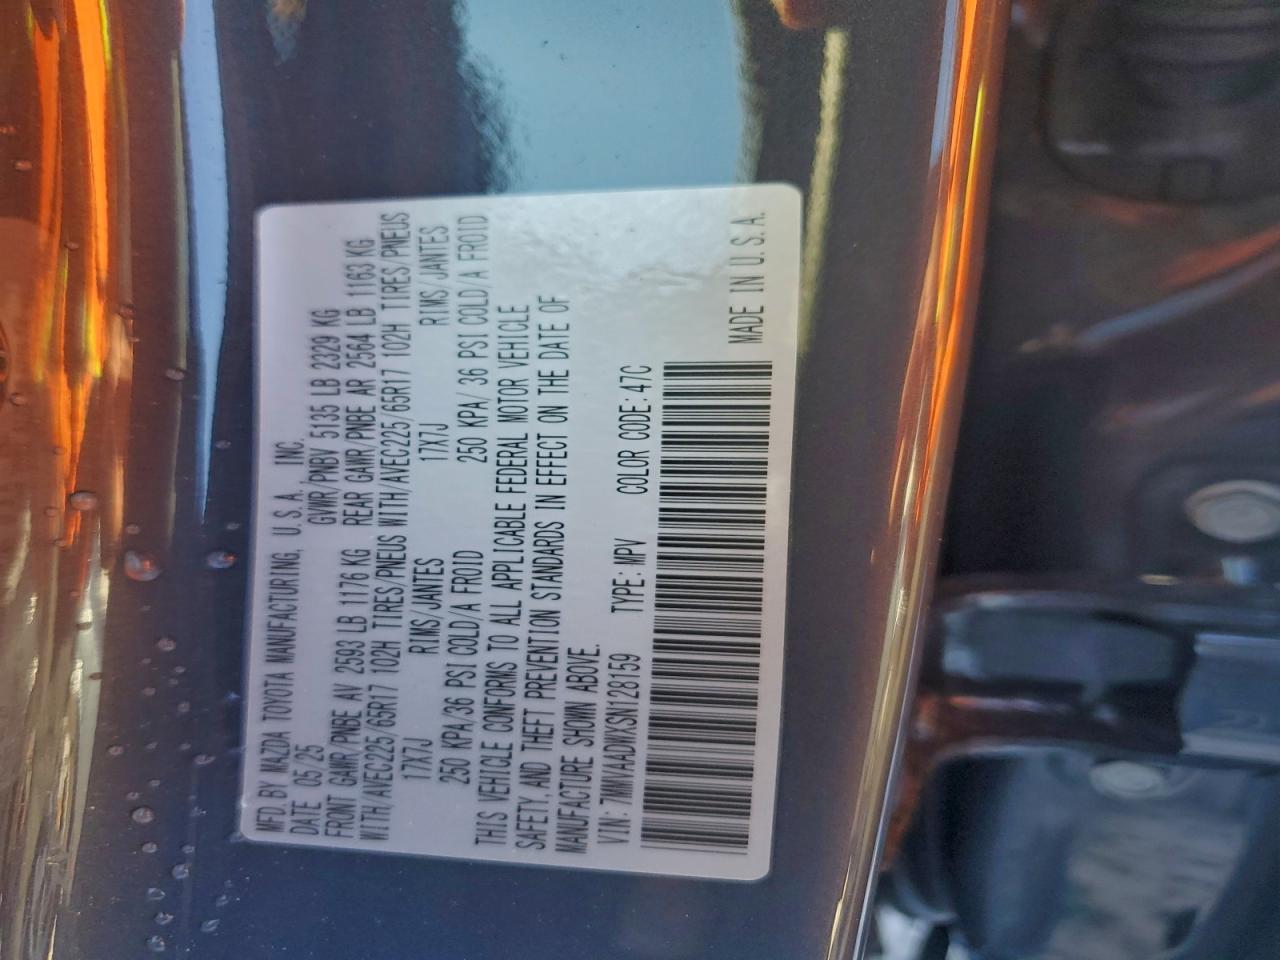 MFD.BY MAZDA TOYOTA MANUFACTURING, U.S.A. INC.
DATE 05/25 GVWR/PNBV 5135 LB 2329 KG
FRONT GAWR/PNBE AV 2593 LB 1176 KG REAR GAWR/PNBE AR 2564 LB 1163 KG
WITH/AVEC225/65R17 102H TIRES/PNEUS WITH/AVEC225/65R17 102H TIRES/PNEUS
17X7J RIMS/JANTES 17X7J RIMS/JANTES
250 KPA/36 PSI COLD/A FROID 250 KPA/ 36 PSI COLD/A FROID
THIS VEHICLE CONFORMS TO ALL APPLICABLE FEDERAL MOTOR VEHICLE
SAFETY,AND THEFT PREVENTION STANDARDS IN EFFECT ON THE DATE OF
MANUFACTURE SHOWN ABOVE.
VIN: 7MMVAADWXSN128159 TYPE: MPV COLOR CODE: 47C
MADE IN U.S.A.